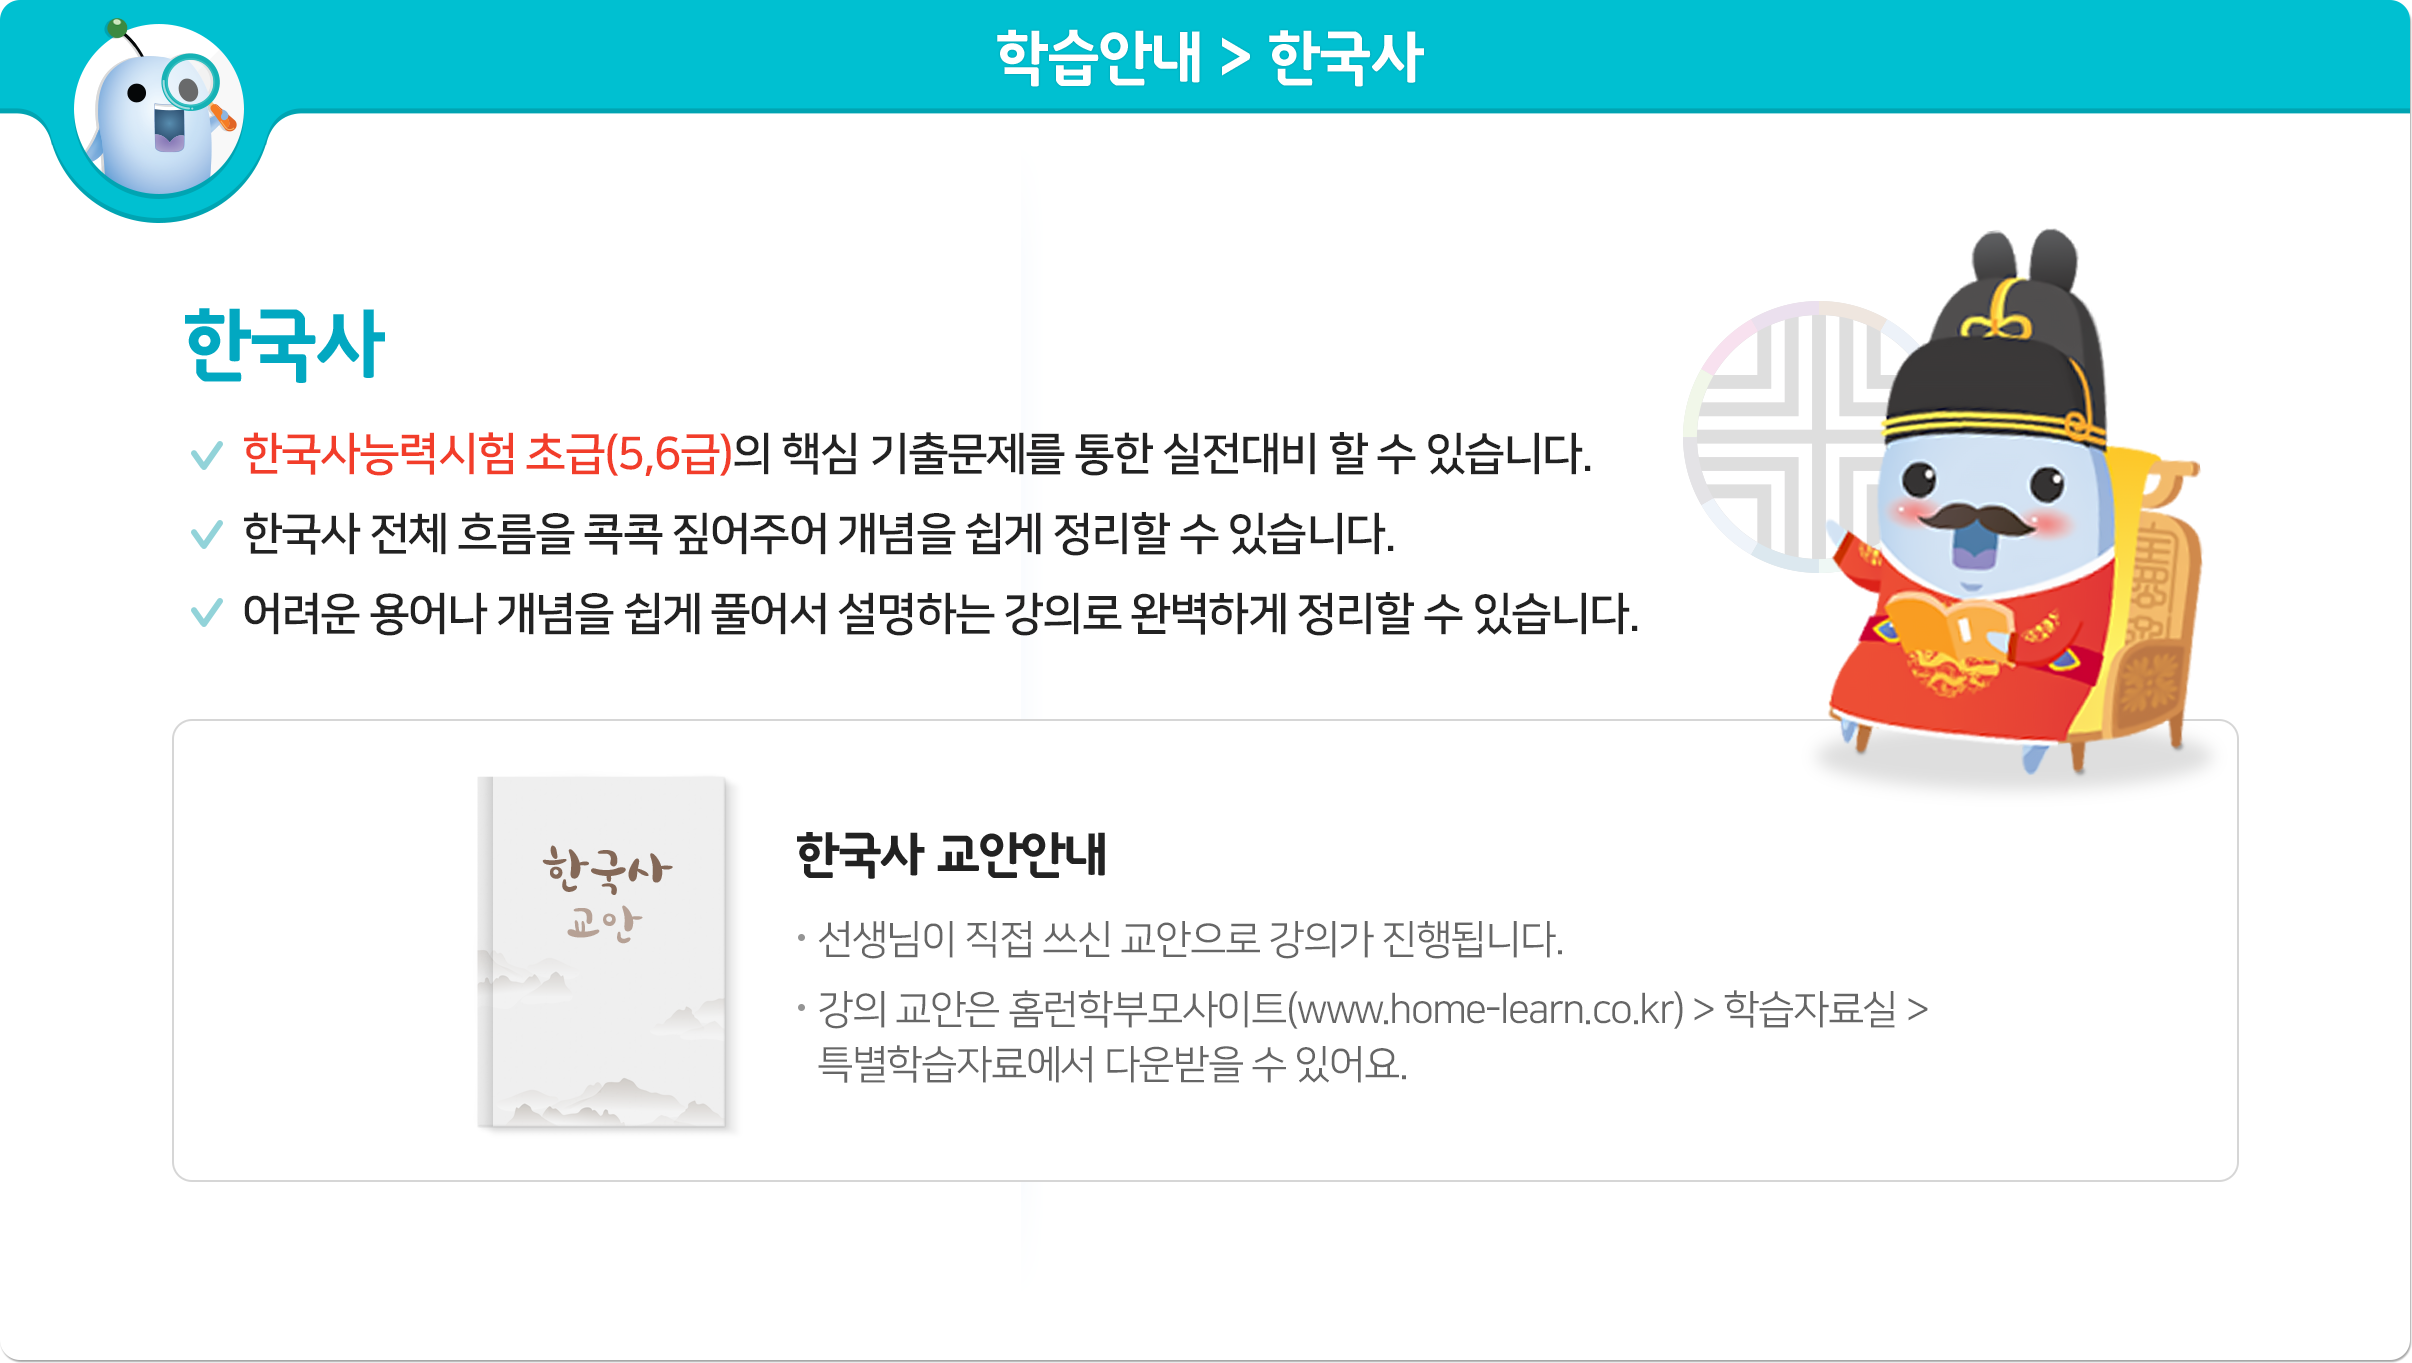 학습안내 > 한국사
한국사
한국사능력시험 초급(5,6급)의 핵심 기출문제를 통한 실전대비 할 수 있습니다.
한국사 전체 흐름을 콕콕 짚어주어 개념을 쉽게 정리할 수 있습니다.
어려운 용어나 개념을 쉽게 풀어서 설명하는 강의로 완벽하게 정리할 수 있습니다.
한국사
교안
한국사 교안안내
· 선생님이 직접 쓰신 교안으로 강의가 진행됩니다.
· 강의 교안은 홈런학부모사이트(www.home-learn.co.kr) > 학습자료실 >
특별학습자료에서 다운받을 수 있어요.